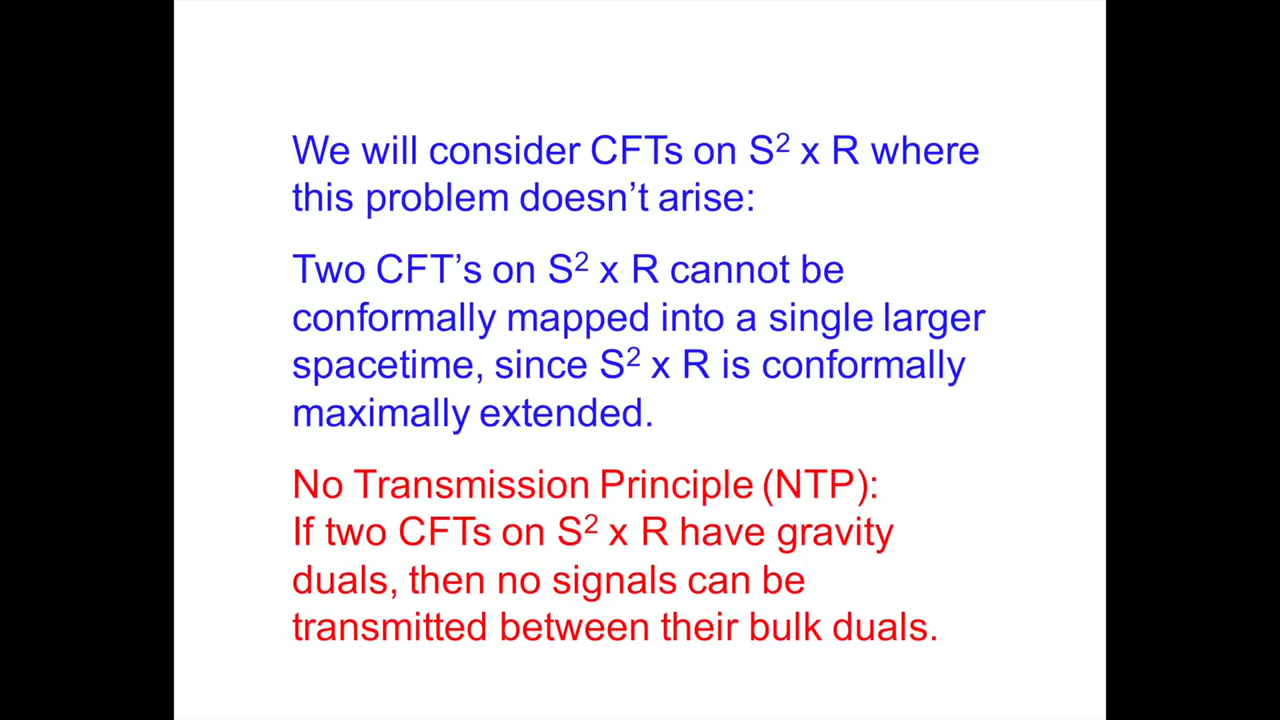 We will consider CFTs on S² x R where
this problem doesn’t arise:
Two CFT’s on S² x R cannot be
conformally mapped into a single larger
spacetime, since S² x R is conformally
maximally extended.
No Transmission Principle (NTP):
If two CFTs on S² x R have gravity
duals, then no signals can be
transmitted between their bulk duals.